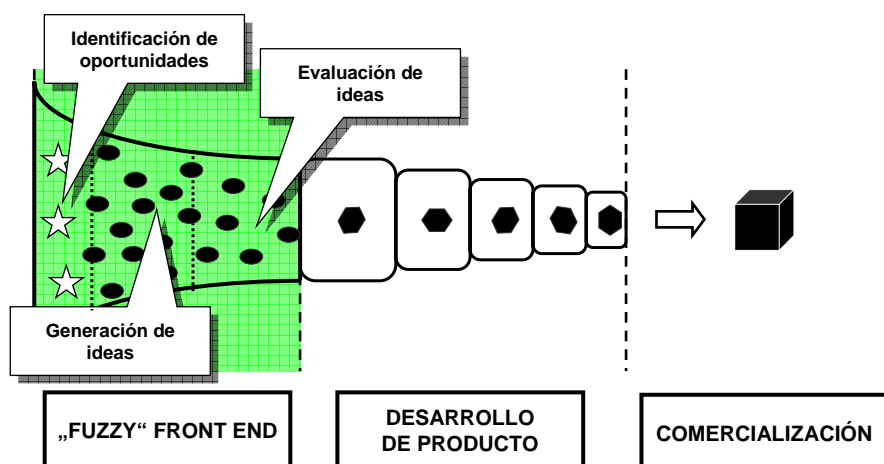 Identificación de
oportunidades
Evaluación de
ideas
Generación de
ideas
„FUZZY“ FRONT END
DESARROLLO
DE PRODUCTO
COMERCIALIZACIÓN